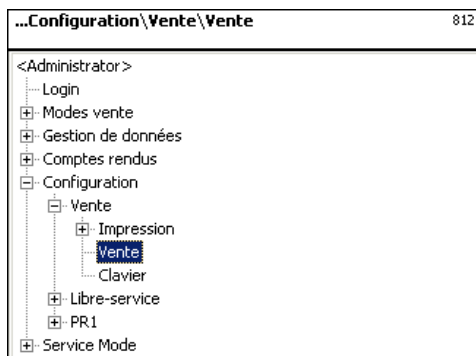 ...Configuration\Vente\Vente 812
<Administrator>
Login
Modes vente
Gestion de données
Comptes rendus
Configuration
Vente
Impression
Vente
Clavier
Libre-service
PR1
Service Mode